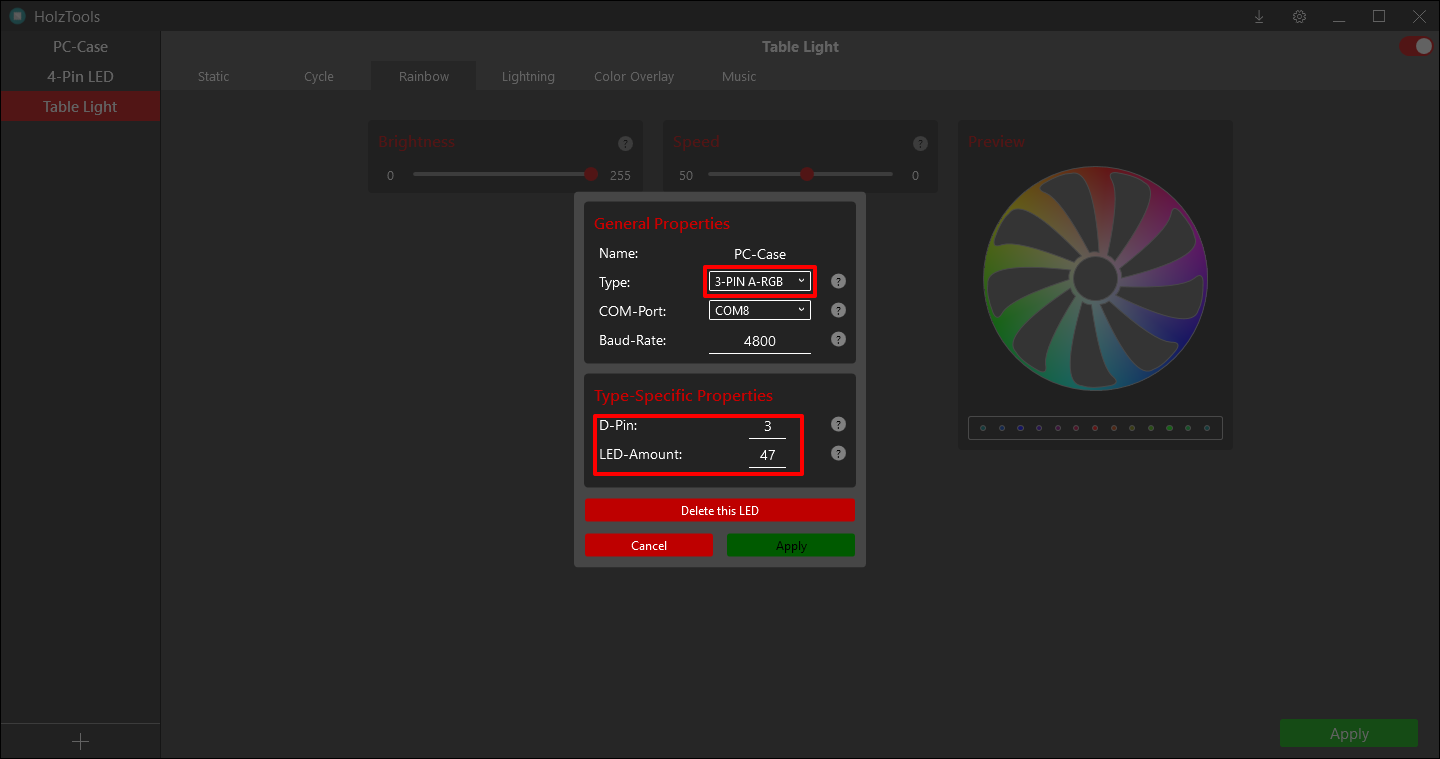 HolzTools
PC-Case
4-Pin LED
Table Light
Table Light
Static Cycle Rainbow Lightning Color Overlay Music
Brightness ?
0 255
Speed ?
50 0
Preview
General Properties
Name: PC-Case
Type: 3-PIN A-RGB ?
COM-Port: COM8 ?
Baud-Rate: 4800 ?
Type-Specific Properties
D-Pin: 3 ?
LED-Amount: 47 ?
Delete this LED
Cancel Apply
Apply